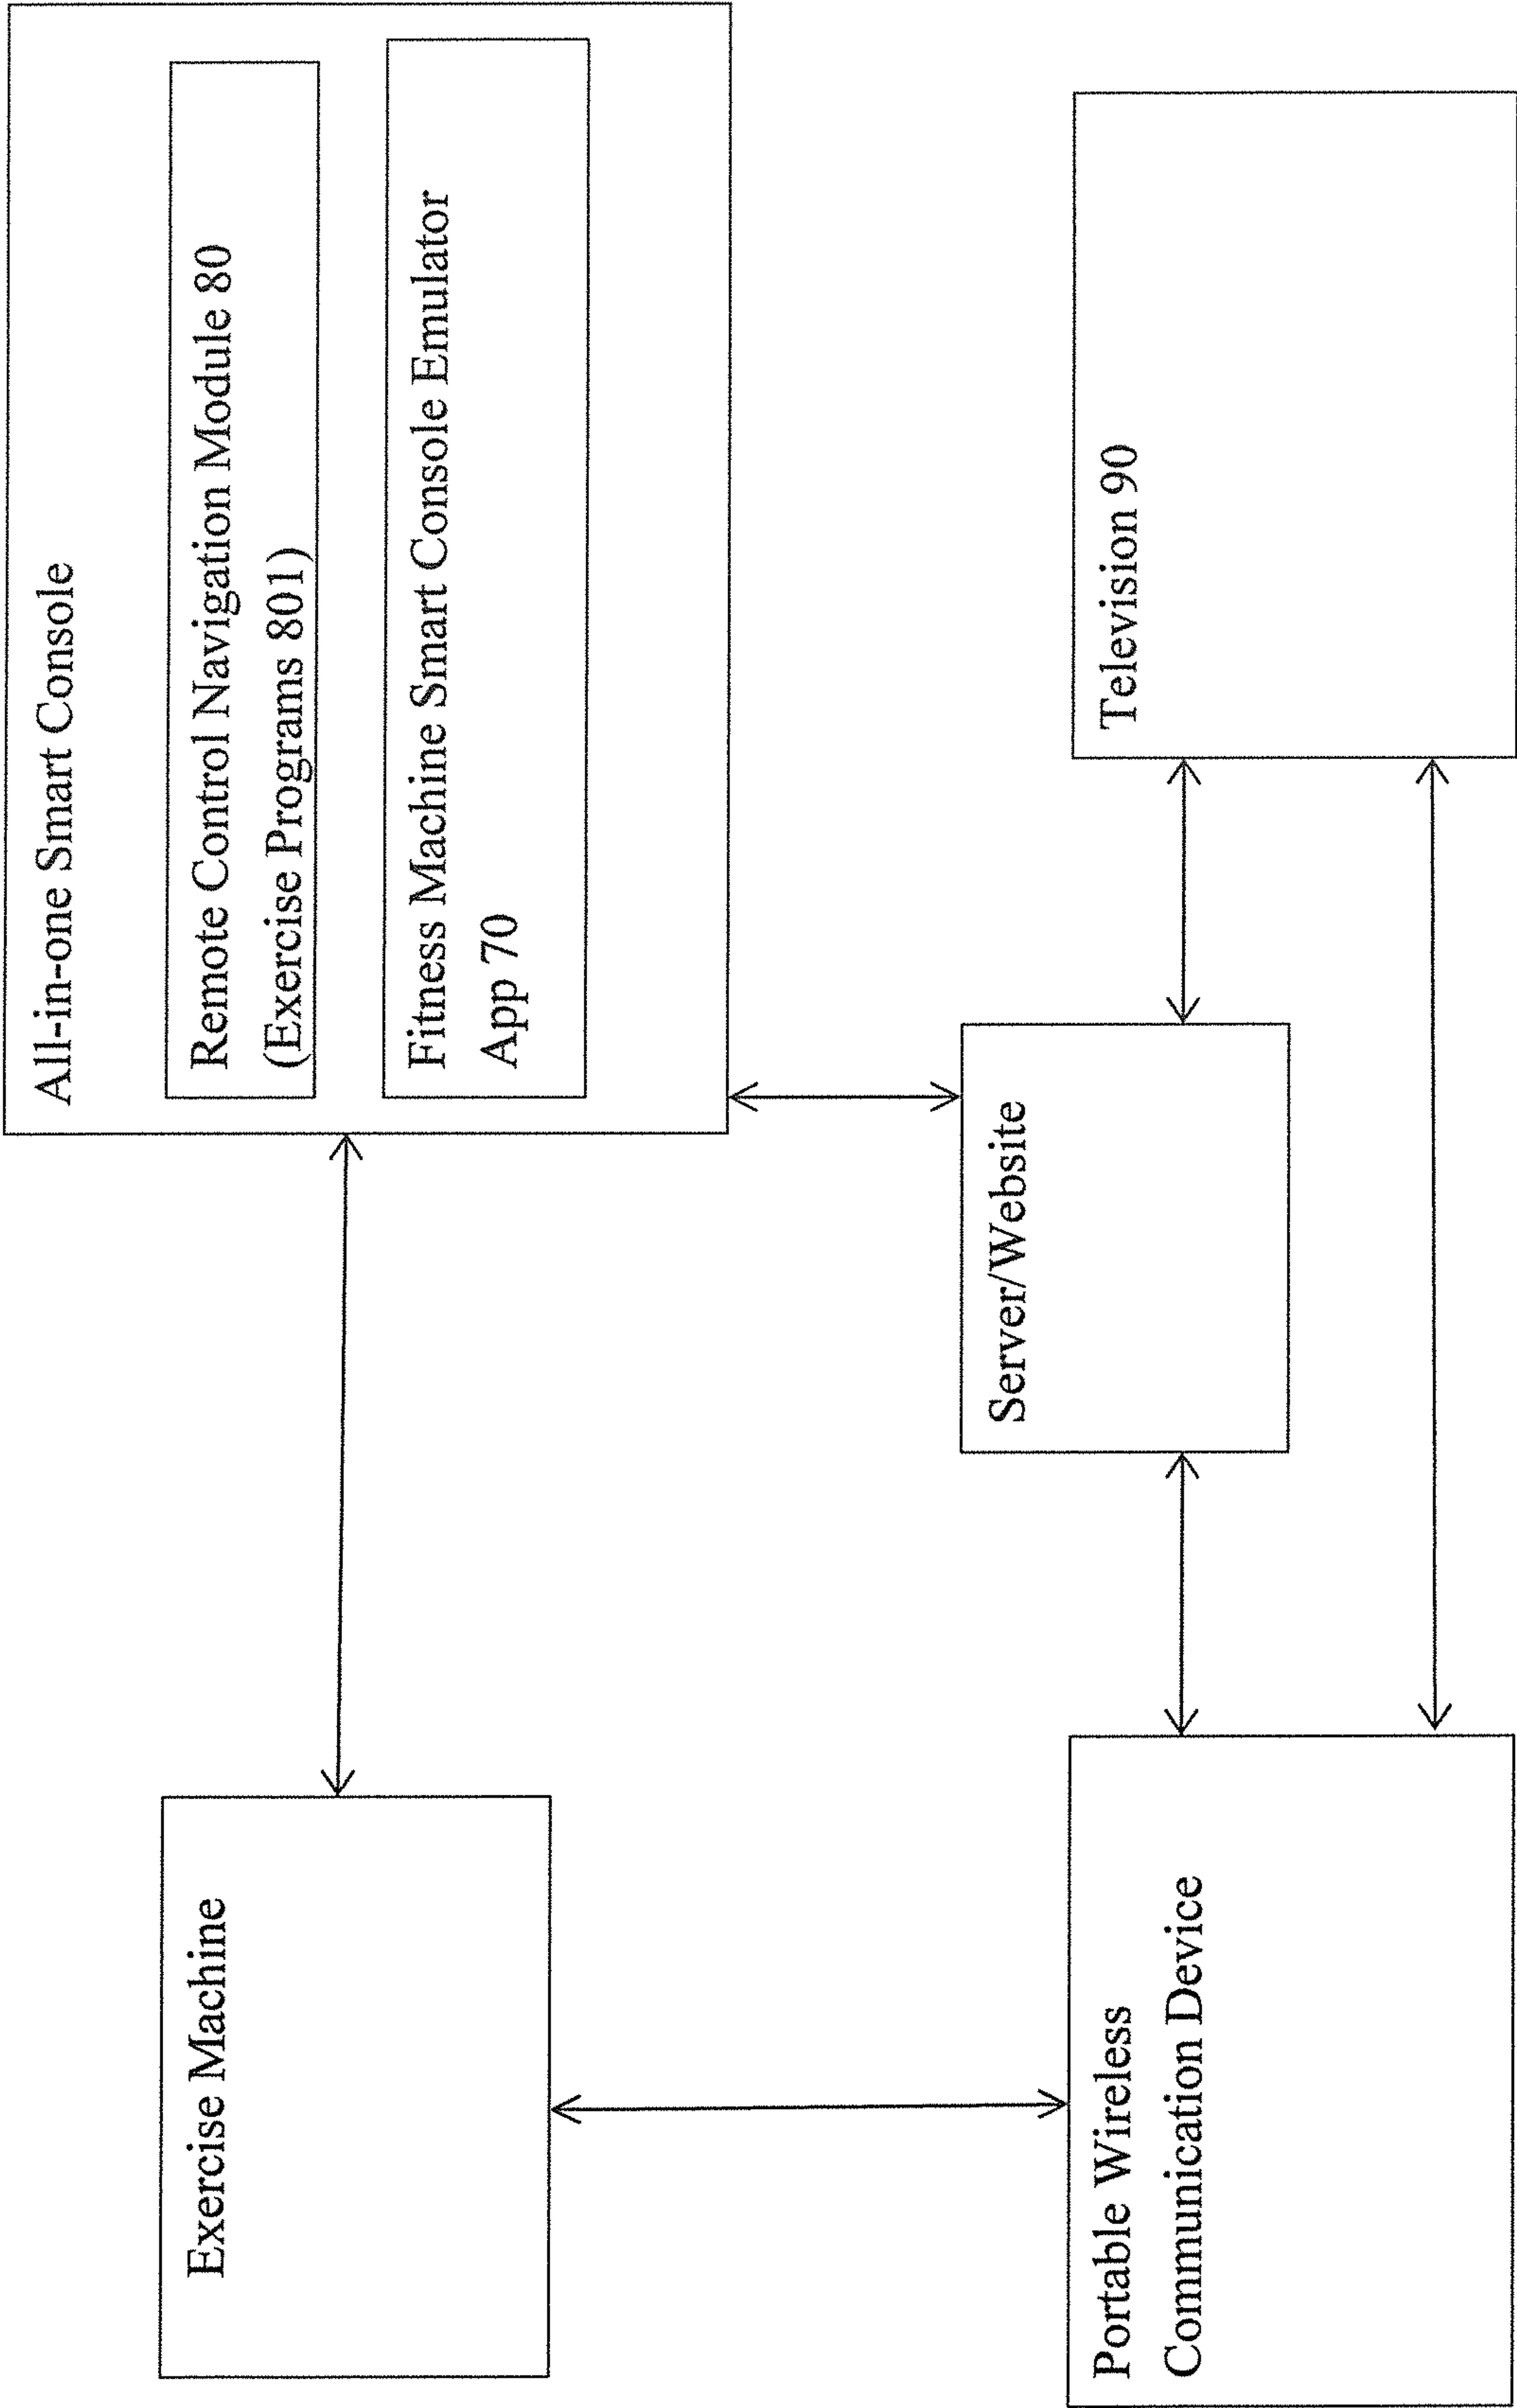 Exercise Machine
All-in-one Smart Console
Remote Control Navigation Module 80
(Exercise Programs 801)
Fitness Machine Smart Console Emulator
App 70
Server/Website
Portable Wireless
Communication Device
Television 90